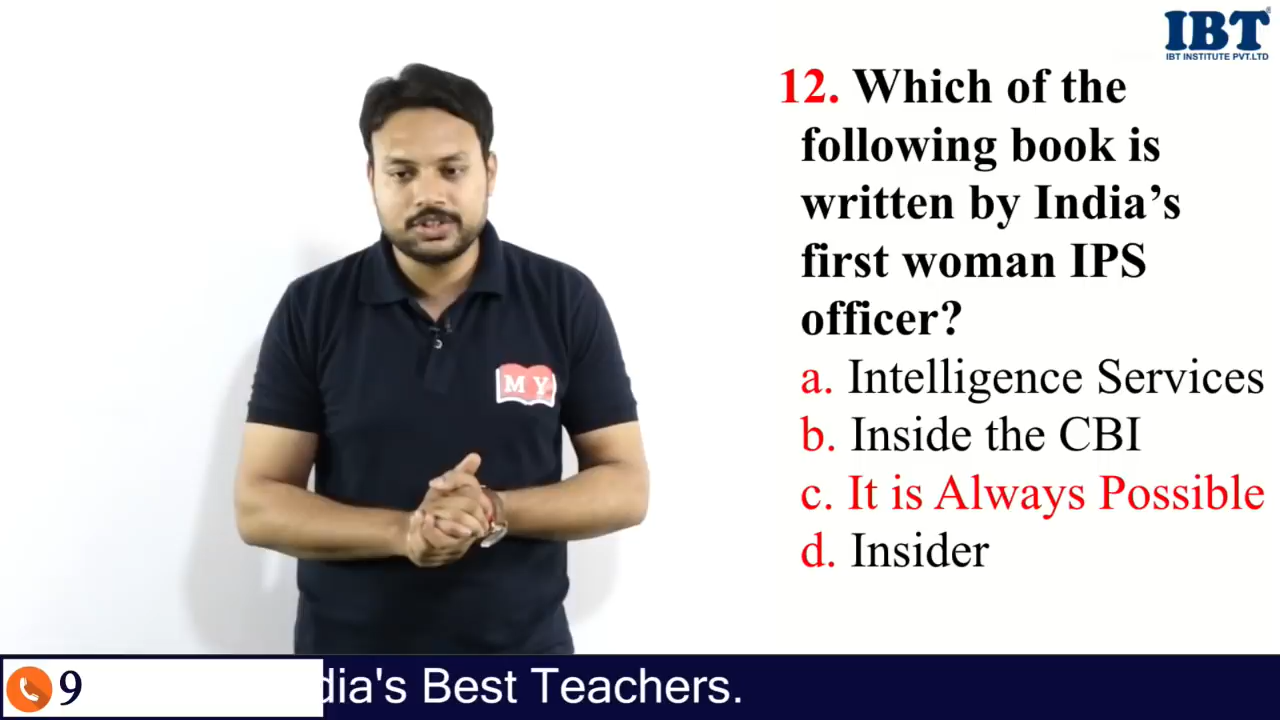 IBT
IBT INSTITUTE PVT.LTD
12. Which of the
following book is
written by India’s
first woman IPS
officer?
a. Intelligence Services
b. Inside the CBI
c. It is Always Possible
d. Insider
M Y
9
dia's Best Teachers.